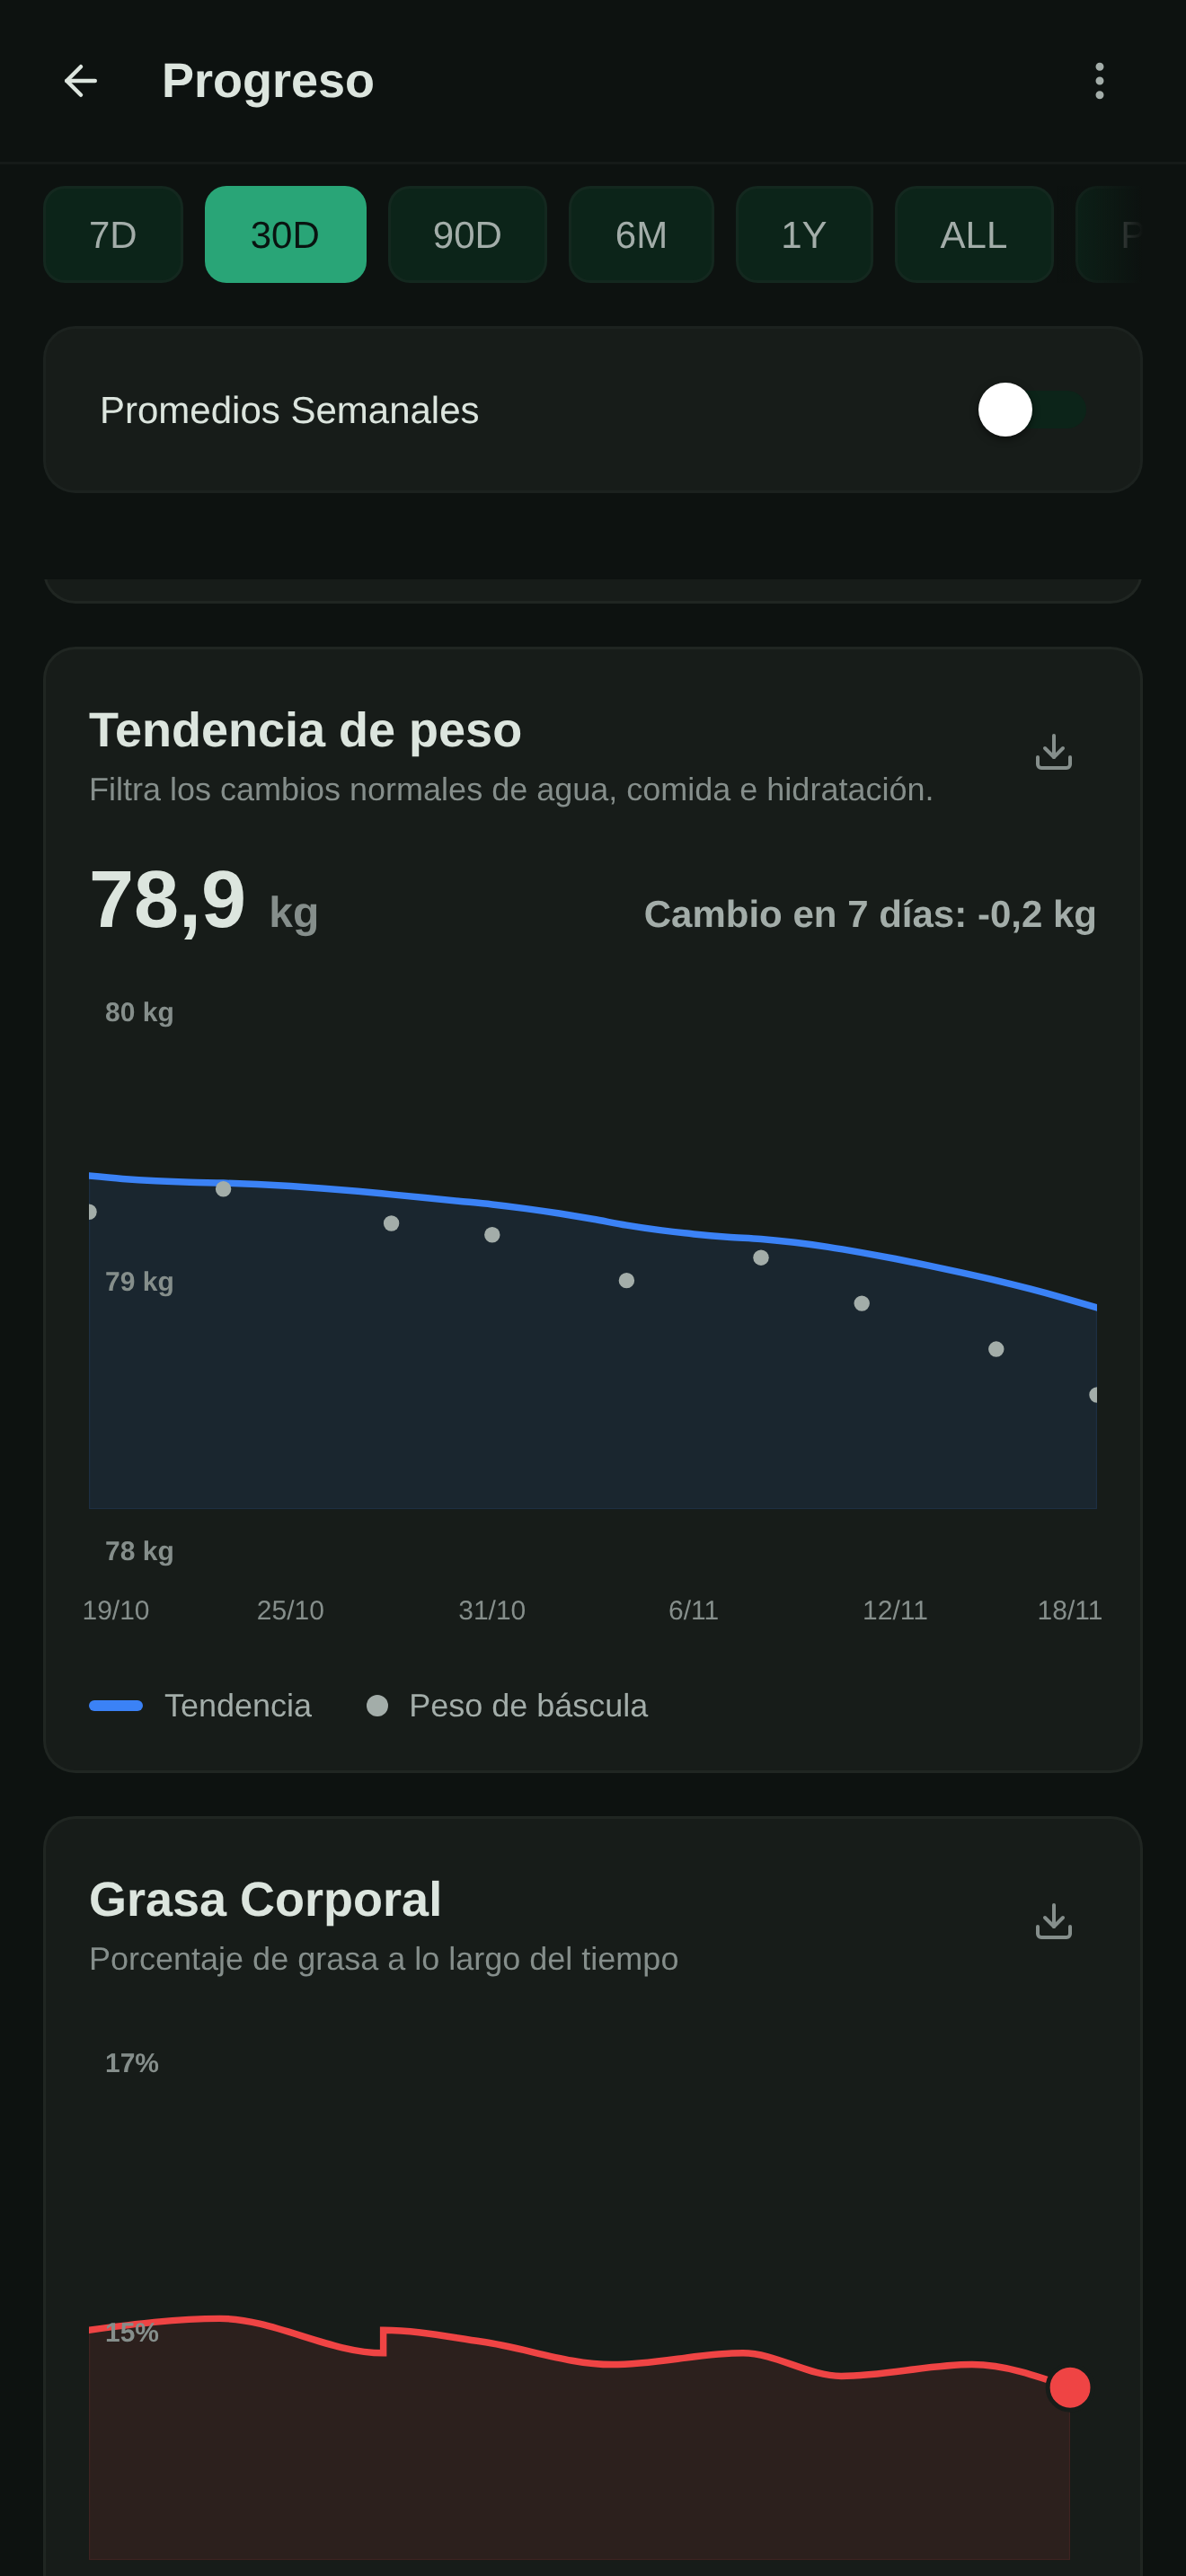 Progreso
7D 30D 90D 6M 1Y ALL
Promedios Semanales
Tendencia de peso
Filtra los cambios normales de agua, comida e hidratación.
78,9 kg
Cambio en 7 días: -0,2 kg
80 kg
79 kg
78 kg
19/10 25/10 31/10 6/11 12/11 18/11
Tendencia Peso de báscula
Grasa Corporal
Porcentaje de grasa a lo largo del tiempo
17%
15%